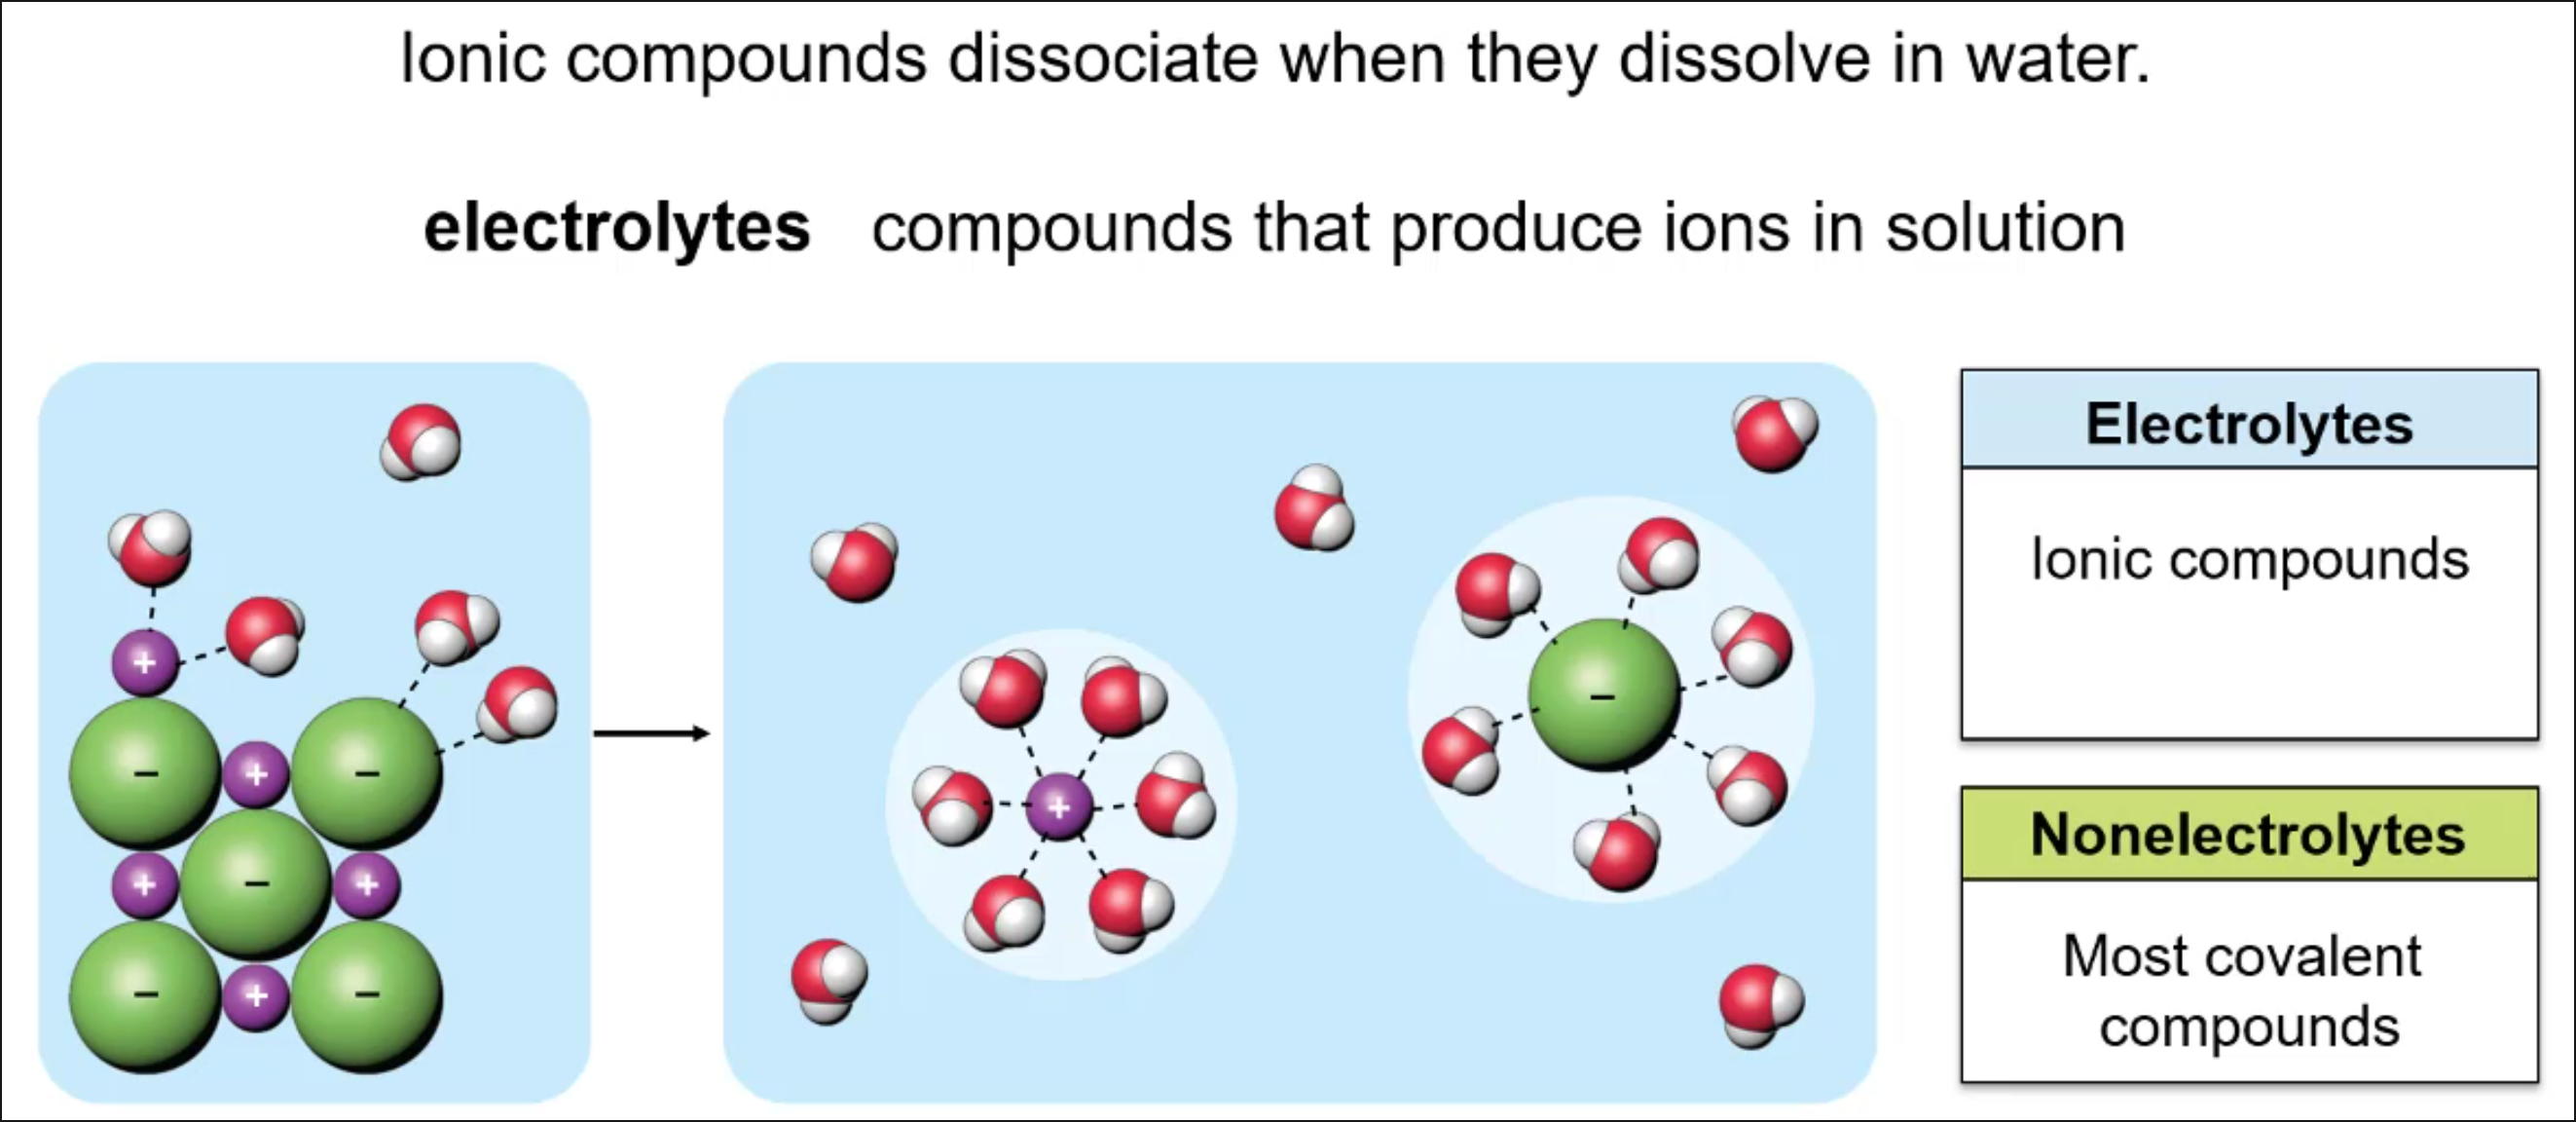 Ionic compounds dissociate when they dissolve in water.
electrolytes compounds that produce ions in solution
+
− + −
+ − +
− + −
+
−
Electrolytes
Ionic compounds
Nonelectrolytes
Most covalent
compounds